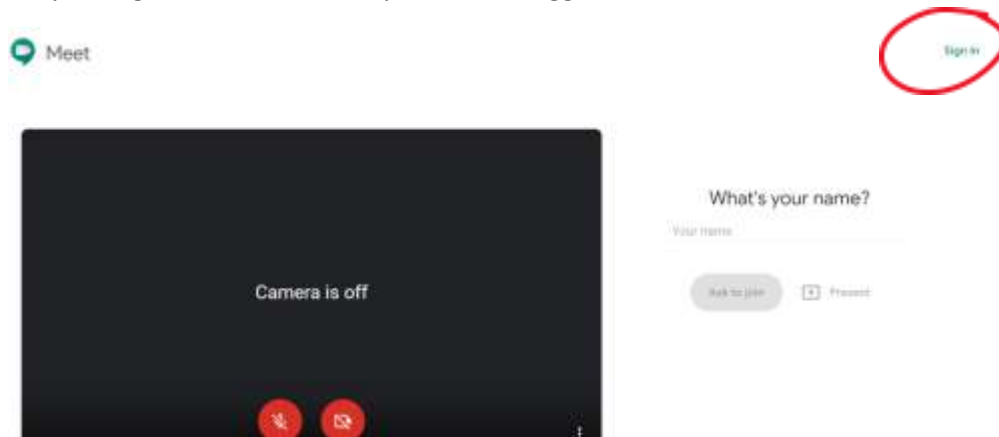 Meet
Sign in
What's your name?
Your name
Camera is off
Ask to join
Present